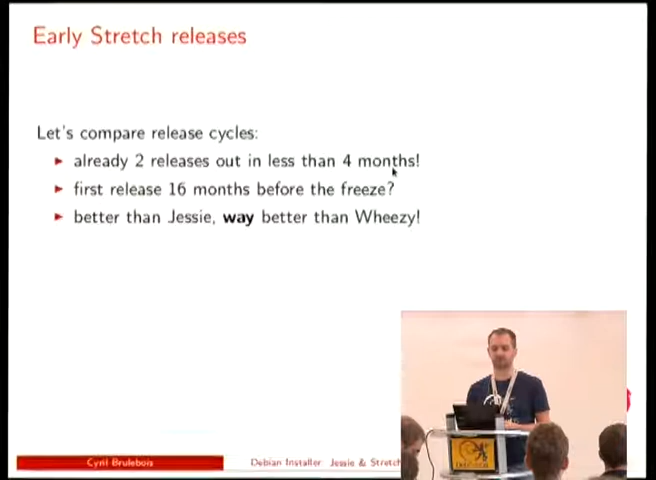 Early Stretch releases
Let's compare release cycles:
already 2 releases out in less than 4 months!
first release 16 months before the freeze?
better than Jessie, way better than Wheezy!
Cyril Brulebois
Debian Installer: Jessie & Stretch